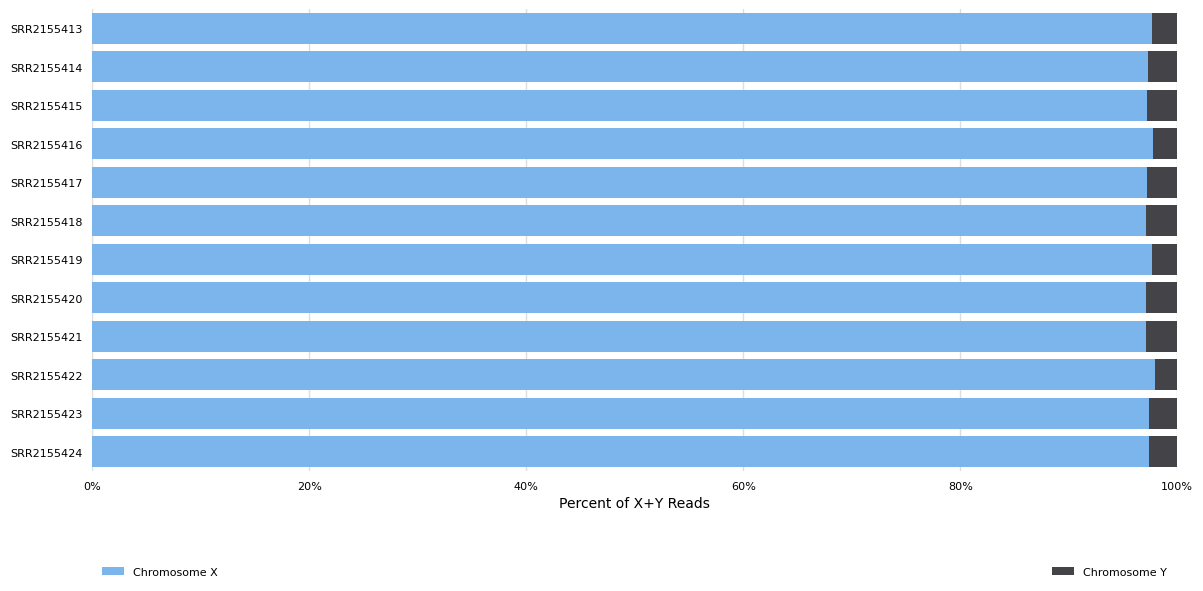 SRR2155413
SRR2155414
SRR2155415
SRR2155416
SRR2155417
SRR2155418
SRR2155419
SRR2155420
SRR2155421
SRR2155422
SRR2155423
SRR2155424
0% 20% 40% 60% 80% 100%
Percent of X+Y Reads
Chromosome X Chromosome Y